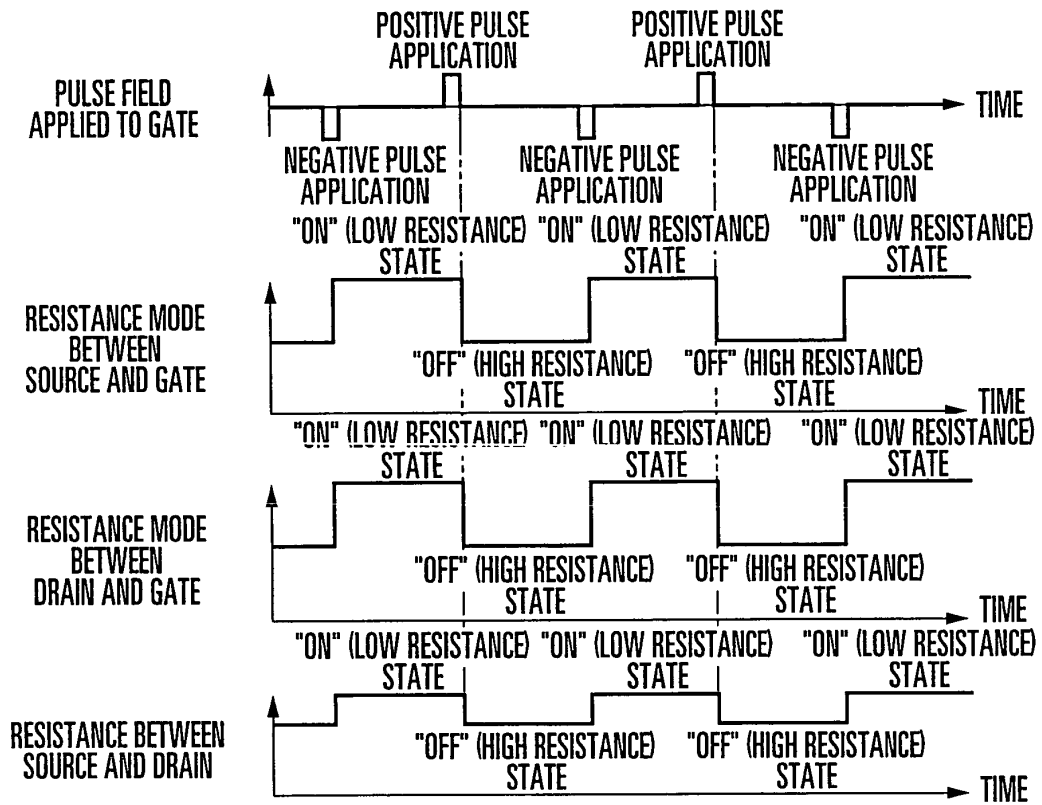 POSITIVE PULSE
APPLICATION
POSITIVE PULSE
APPLICATION
PULSE FIELD
APPLIED TO GATE
TIME
NEGATIVE PULSE
APPLICATION
NEGATIVE PULSE
APPLICATION
NEGATIVE PULSE
APPLICATION
"ON" (LOW RESISTANCE)
STATE
"ON" (LOW RESISTANCE)
STATE
"ON" (LOW RESISTANCE)
STATE
RESISTANCE MODE
BETWEEN
SOURCE AND GATE
"OFF" (HIGH RESISTANCE)
STATE
"OFF" (HIGH RESISTANCE)
STATE
TIME
"ON" (LOW RESISTANCE)
STATE
"ON" (LOW RESISTANCE)
STATE
"ON" (LOW RESISTANCE)
STATE
RESISTANCE MODE
BETWEEN
DRAIN AND GATE
"OFF" (HIGH RESISTANCE)
STATE
"OFF" (HIGH RESISTANCE)
STATE
TIME
"ON" (LOW RESISTANCE)
STATE
"ON" (LOW RESISTANCE)
STATE
"ON" (LOW RESISTANCE)
STATE
RESISTANCE BETWEEN
SOURCE AND DRAIN
"OFF" (HIGH RESISTANCE)
STATE
"OFF" (HIGH RESISTANCE)
STATE
TIME